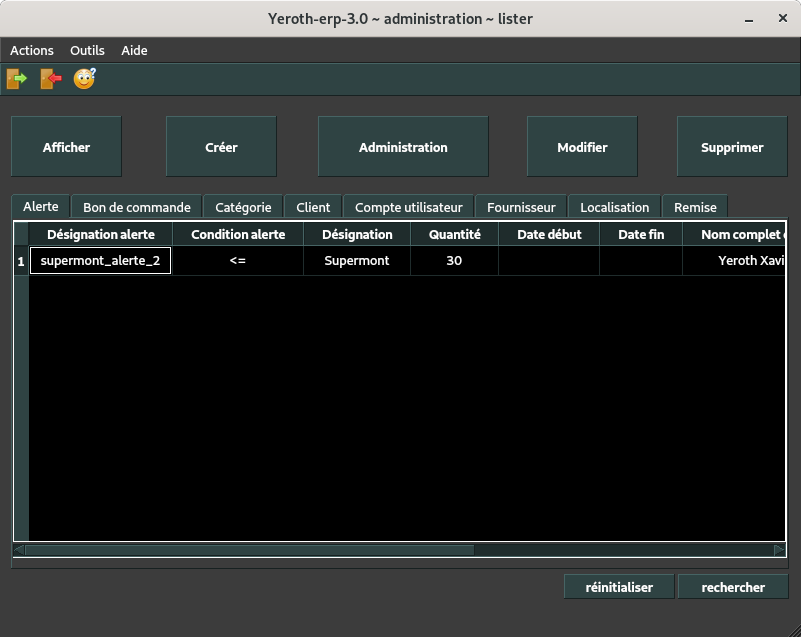 Yeroth-erp-3.0 ~ administration ~ lister
Actions Outils Aide
Afficher Créer Administration Modifier Supprimer
Alerte Bon de commande Catégorie Client Compte utilisateur Fournisseur Localisation Remise
Désignation alerte Condition alerte Désignation Quantité Date début Date fin Nom complet
1 supermont_alerte_2 <= Supermont 30 Yeroth Xavi
réinitialiser rechercher